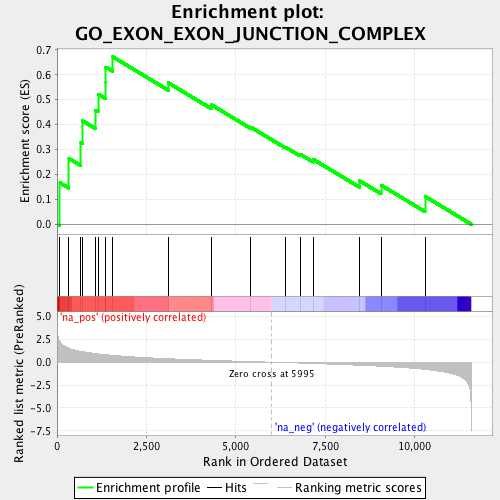 Enrichment plot:
GO_EXON_EXON_JUNCTION_COMPLEX
Enrichment score (ES)
0.7
0.6
0.5
0.4
0.3
0.2
0.1
0.0
Ranked list metric (PreRanked)
5.0
2.5
0.0
-2.5
-5.0
-7.5
'na_pos' (positively correlated)
Zero cross at 5995
'na_neg' (negatively correlated)
0
2,500
5,000
7,500
10,000
Rank in Ordered Dataset
Enrichment profile
Hits
Ranking metric scores